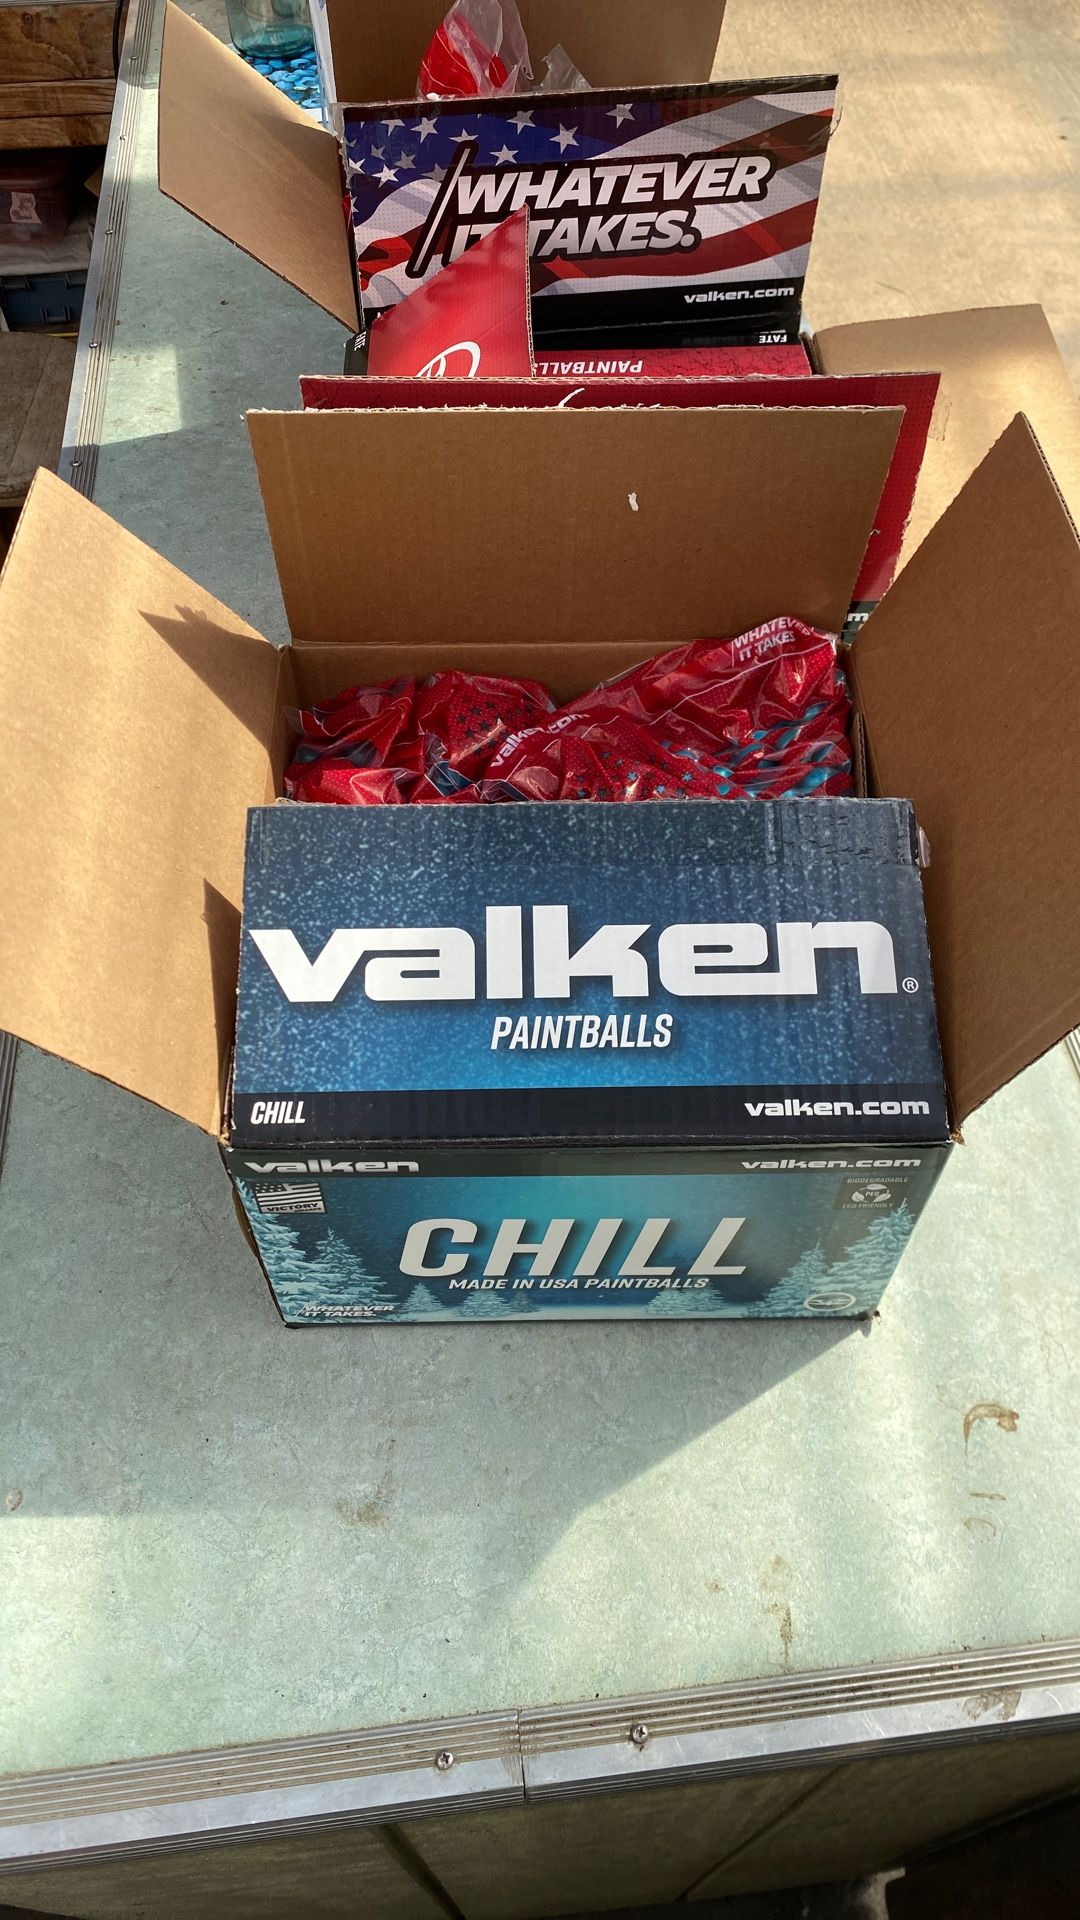 WHATEVER
IT TAKES.
valken.com
FATE
PAINTBALLS
WHATEVER
IT TAKES
valken.com
valken®
PAINTBALLS
CHILL
valken.com
valken
valken.com
VICTORY
BIODEGRADABLE
PEG
ECO FRIENDLY
CHILL
MADE IN USA PAINTBALLS
WHATEVER
IT TAKES.